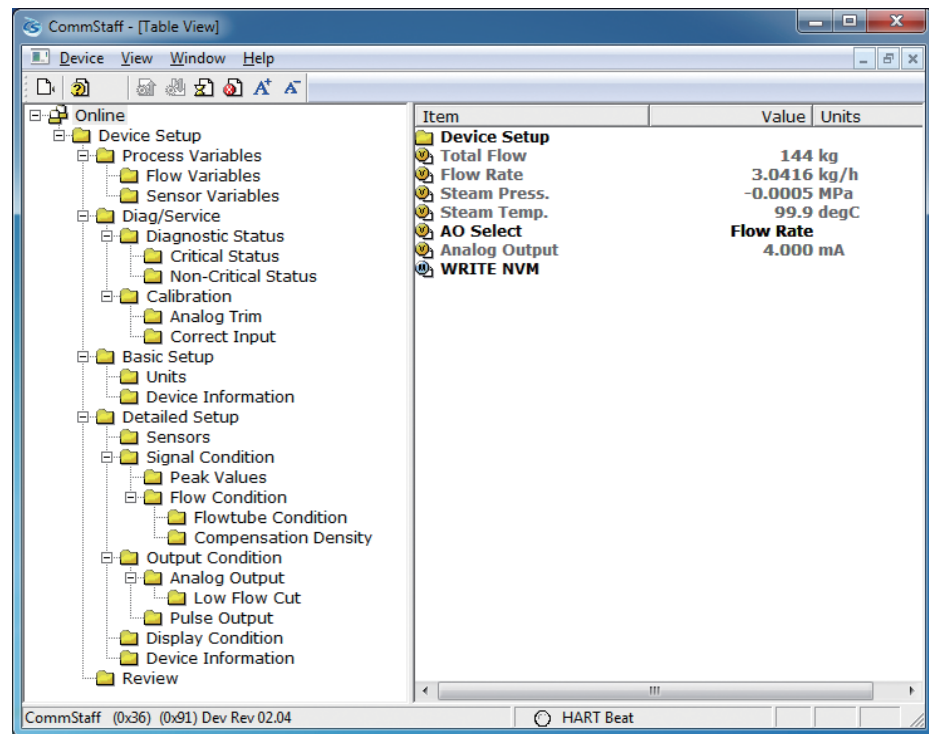 CommStaff - [Table View]
Device View Window Help
Online
Device Setup
Process Variables
Flow Variables
Sensor Variables
Diag/Service
Diagnostic Status
Critical Status
Non-Critical Status
Calibration
Analog Trim
Correct Input
Basic Setup
Units
Device Information
Detailed Setup
Sensors
Signal Condition
Peak Values
Flow Condition
Flowtube Condition
Compensation Density
Output Condition
Analog Output
Low Flow Cut
Pulse Output
Display Condition
Device Information
Review
Item Value Units
Device Setup
Total Flow 144 kg
Flow Rate 3.0416 kg/h
Steam Press. -0.0005 MPa
Steam Temp. 99.9 degC
AO Select Flow Rate
Analog Output 4.000 mA
WRITE NVM
CommStaff (0x36) (0x91) Dev Rev 02.04 HART Beat